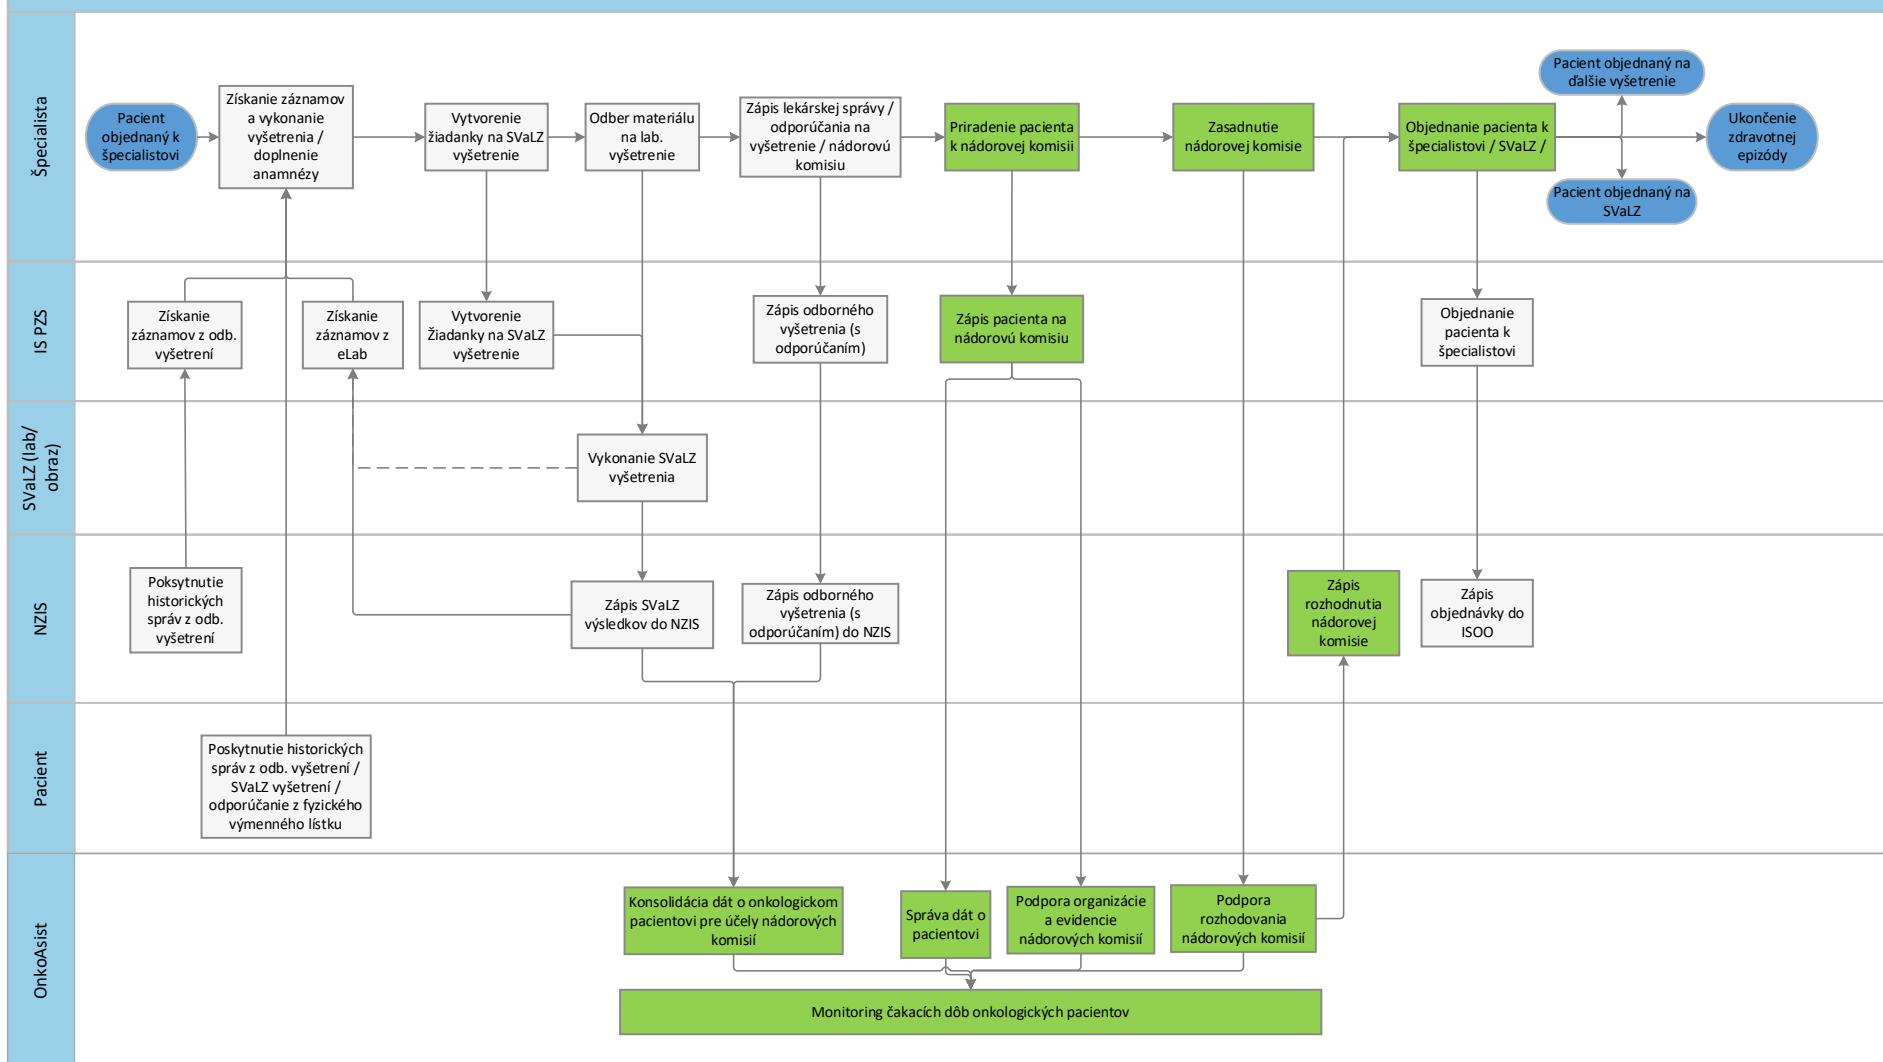 Špecialista
Pacient
objednaný k
špecialistovi
Získanie záznamov
a vykonanie
vyšetrenia /
doplnenie
anamnézy
Vytvorenie
žiadanky na SVaLZ
vyšetrenie
Odber materiálu
na lab.
vyšetrenie
Zápis lekárskej správy /
odporúčania na
vyšetrenie / nádorovú
komisiu
Priradenie pacienta
k nádorovej komisii
Zasadnutie
nádorovej komisie
Objednanie pacienta k
špecialistovi / SVaLZ /
Pacient objednaný na
ďalšie vyšetrenie
Ukončenie
zdravotnej
epizódy
Pacient objednaný na
SVaLZ
IS PZS
Získanie
záznamov z odb.
vyšetrení
Získanie
záznamov z
eLab
Vytvorenie
Žiadanky na SVaLZ
vyšetrenie
Zápis odborného
vyšetrenia (s
odporúčaním)
Zápis pacienta na
nádorovú komisiu
Objednanie
pacienta k
špecialistovi
SVaLZ (lab/
obraz)
Vykonanie SVaLZ
vyšetrenia
NZIS
Poksytnutie
historických
správ z odb.
vyšetrení
Zápis SVaLZ
výsledkov do NZIS
Zápis odborného
vyšetrenia (s
odporúčaním) do NZIS
Zápis
rozhodnutia
nádorovej
komisie
Zápis
objednávky do
ISOO
Pacient
Poskytnutie historických
správ z odb. vyšetrení /
SVaLZ vyšetrení /
odporúčanie z fyzického
výmenného lístku
OnkoAsist
Konsolidácia dát o onkologickom
pacientovi pre účely nádorových
komisií
Správa dát o
pacientovi
Podpora organizácie
a evidencie
nádorových komisií
Podpora
rozhodovania
nádorových komisií
Monitoring čakacích dôb onkologických pacientov